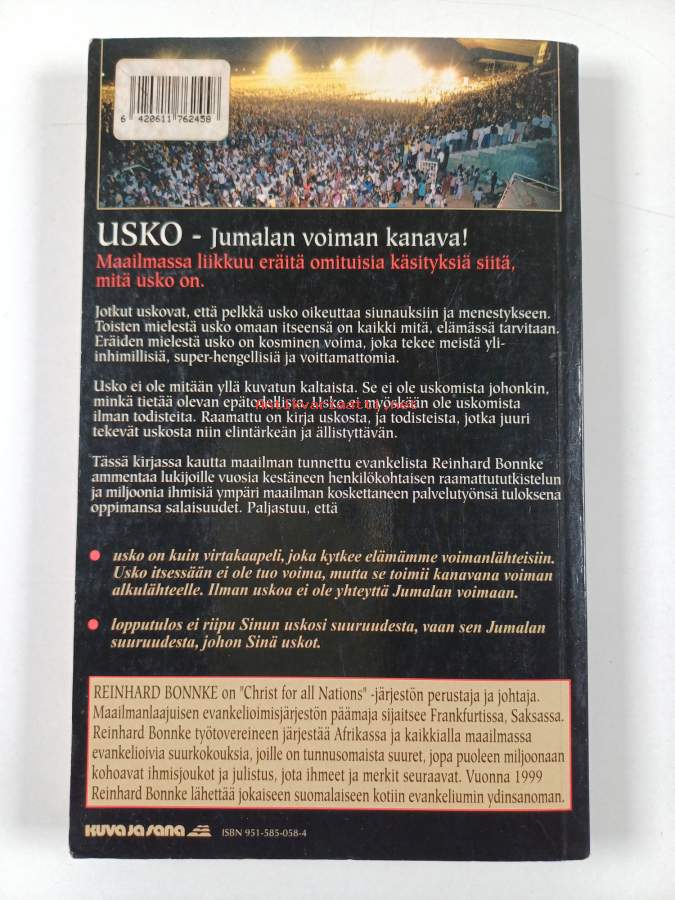 6 420611 762458
USKO - Jumalan voiman kanava!
Maailmassa liikkuu eräitä omituisia käsityksiä siitä,
mitä usko on.
Jotkut uskovat, että pelkkä usko oikeuttaa siunauksiin ja menestykseen.
Toisten mielestä usko omaan itseensä on kaikki mitä, elämässä tarvitaan.
Eräiden mielestä usko on kosminen voima, joka tekee meistä yli-
inhimillisiä, super-hengellisiä ja voittamattomia.
Usko ei ole mitään yllä kuvatun kaltaista. Se ei ole uskomista johonkin,
minkä tietää olevan epätodellista. Usko ei myöskään ole uskomista
antikvariaatti.net
ilman todisteita. Raamattu on kirja uskosta, ja todisteista, jotka juuri
tekevät uskosta niin elintärkeän ja ällistyttävän.
Tässä kirjassa kautta maailman tunnettu evankelista Reinhard Bonnke
ammentaa lukijoille vuosia kestäneen henkilökohtaisen raamattututkistelun
ja miljoonia ihmisiä ympäri maailman koskettaneen palvelutyönsä tuloksena
oppimansa salaisuudet. Paljastuu, että
• usko on kuin virtakaapeli, joka kytkee elämämme voimanlähteisiin.
Usko itsessään ei ole tuo voima, mutta se toimii kanavana voiman
alkulähteelle. Ilman uskoa ei ole yhteyttä Jumalan voimaan.
• lopputulos ei riipu Sinun uskosi suuruudesta, vaan sen Jumalan
suuruudesta, johon Sinä uskot.
REINHARD BONNKE on "Christ for all Nations" -järjestön perustaja ja johtaja.
Maailmanlaajuisen evankelioimisjärjestön päämaja sijaitsee Frankfurtissa, Saksassa.
Reinhard Bonnke työtovereineen järjestää Afrikassa ja kaikkialla maailmassa
evankelioivia suurkokouksia, joille on tunnusomaista suuret, jopa puoleen miljoonaan
kohoavat ihmisjoukot ja julistus, jota ihmeet ja merkit seuraavat. Vuonna 1999
Reinhard Bonnke lähettää jokaiseen suomalaiseen kotiin evankeliumin ydinsanoman.
KUVA JA SANA ISBN 951-585-058-4